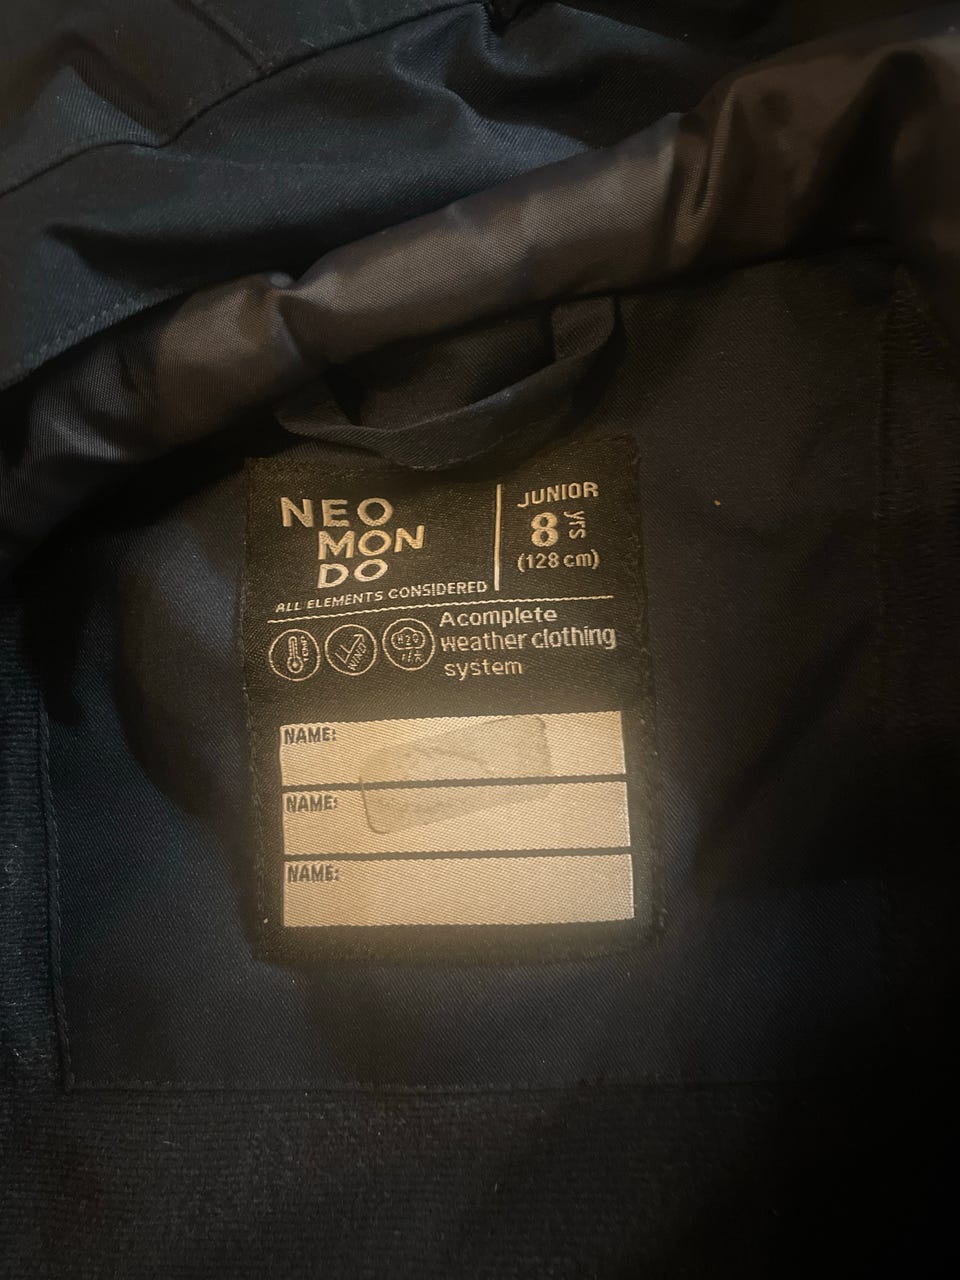 NEO
MON
DO
ALL ELEMENTS CONSIDERED
JUNIOR
8 yrs
(128 cm)
WIND
H2O
Acomplete
weather clothing
system
NAME:
NAME:
NAME: